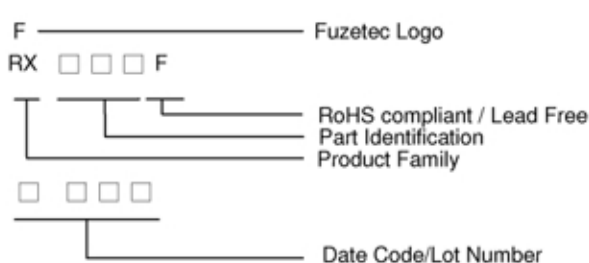 F Fuzetec Logo
RX □ □ □ F
RoHS compliant / Lead Free
Part Identification
Product Family
□ □ □ □
Date Code/Lot Number